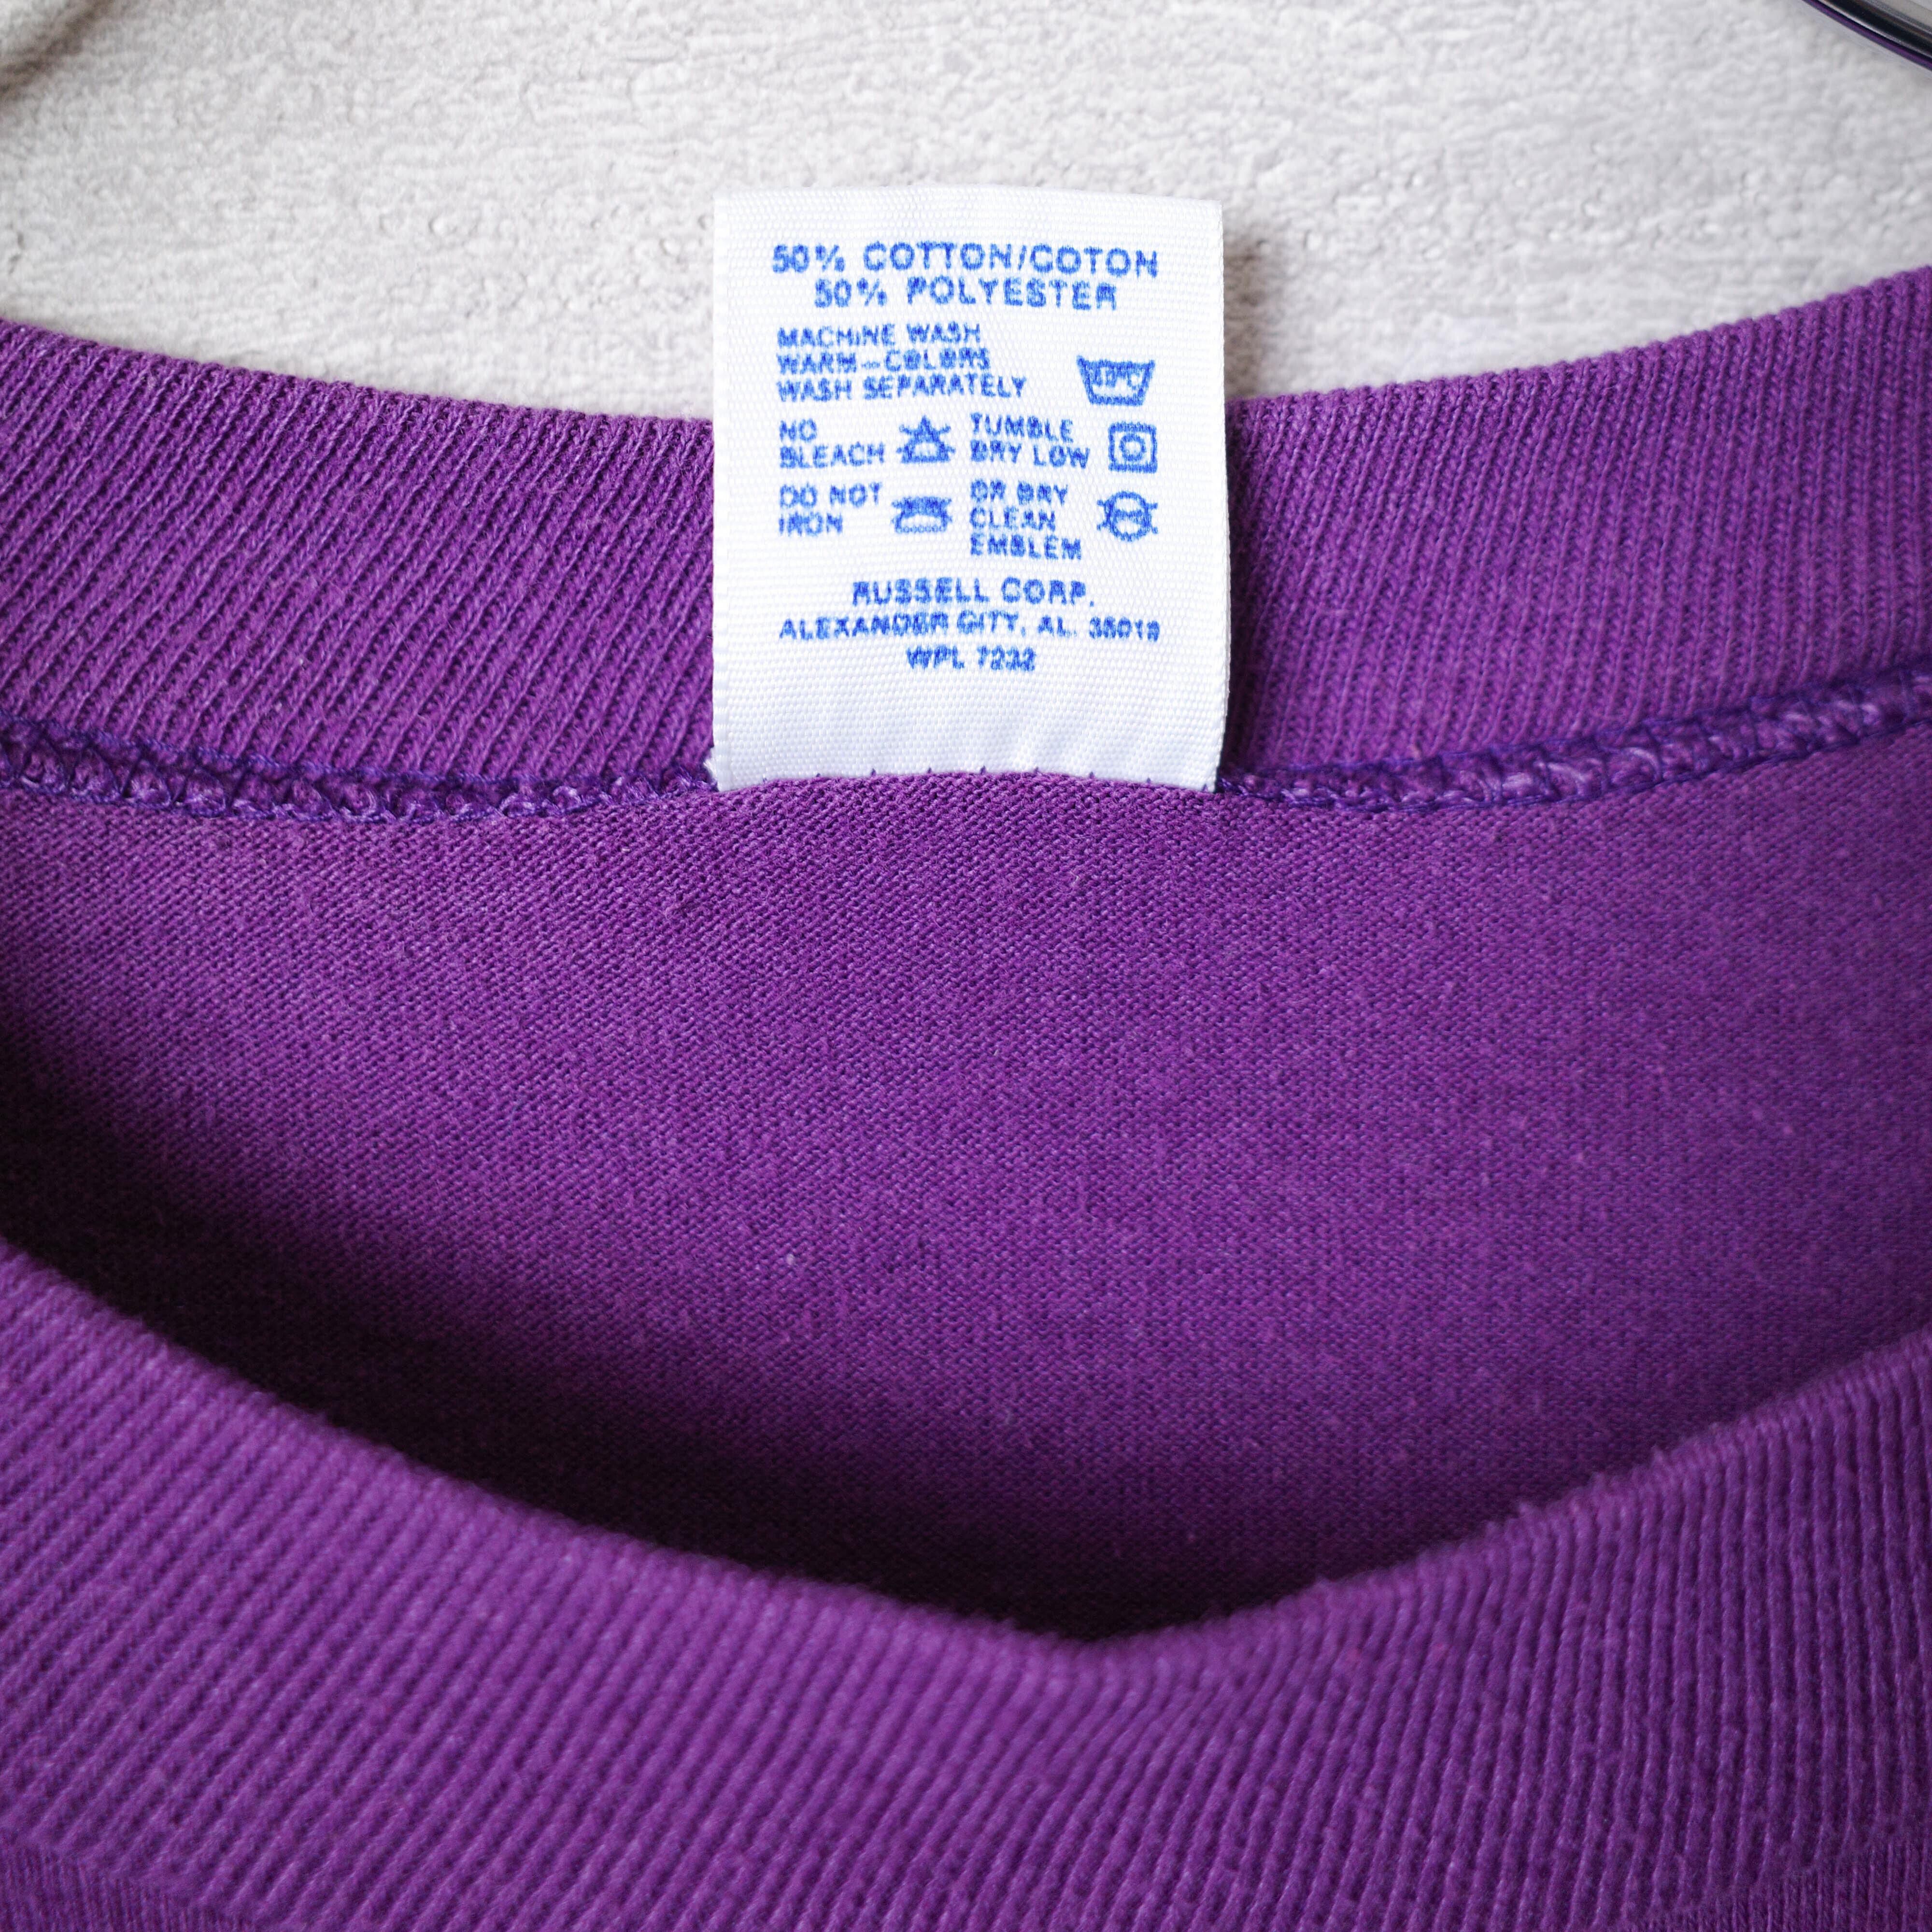 50% COTTON/COTON
50% POLYESTER
MACHINE WASH
WARM-COLORS
WASH SEPARATELY
NO
BLEACH
TUMBLE
DRY LOW
DO NOT
IRON
OR DRY
CLEAN
EMBLEM
RUSSELL CORP.
ALEXANDER CITY, AL. 35010
WPL 7232